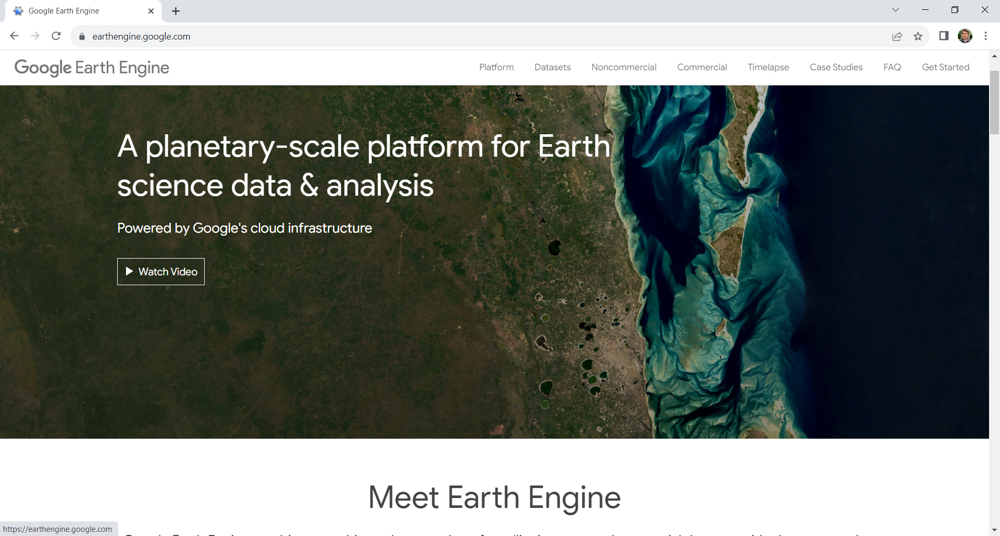 Google Earth Engine
earthengine.google.com
Google Earth Engine
Platform Datasets Noncommercial Commercial Timelapse Case Studies FAQ Get Started
A planetary-scale platform for Earth
science data & analysis
Powered by Google's cloud infrastructure
Watch Video
Meet Earth Engine
https://earthengine.google.com